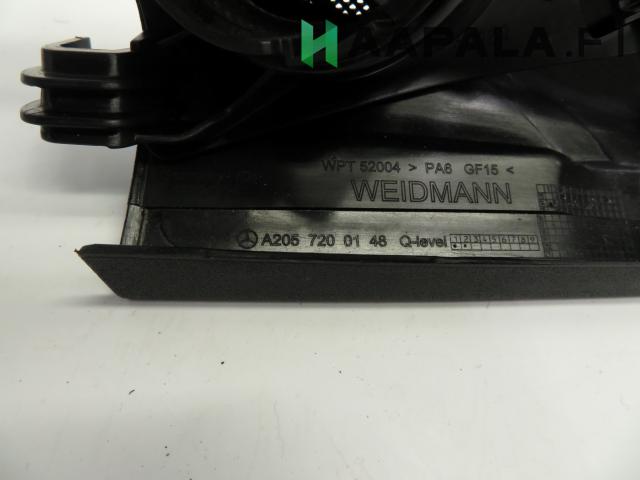 HAAPALA.FI
WPT 52004 > PA6 GF15 <
WEIDMANN
A205 720 01 48 Q-level 1 2 3 4 5 6 7 8 9